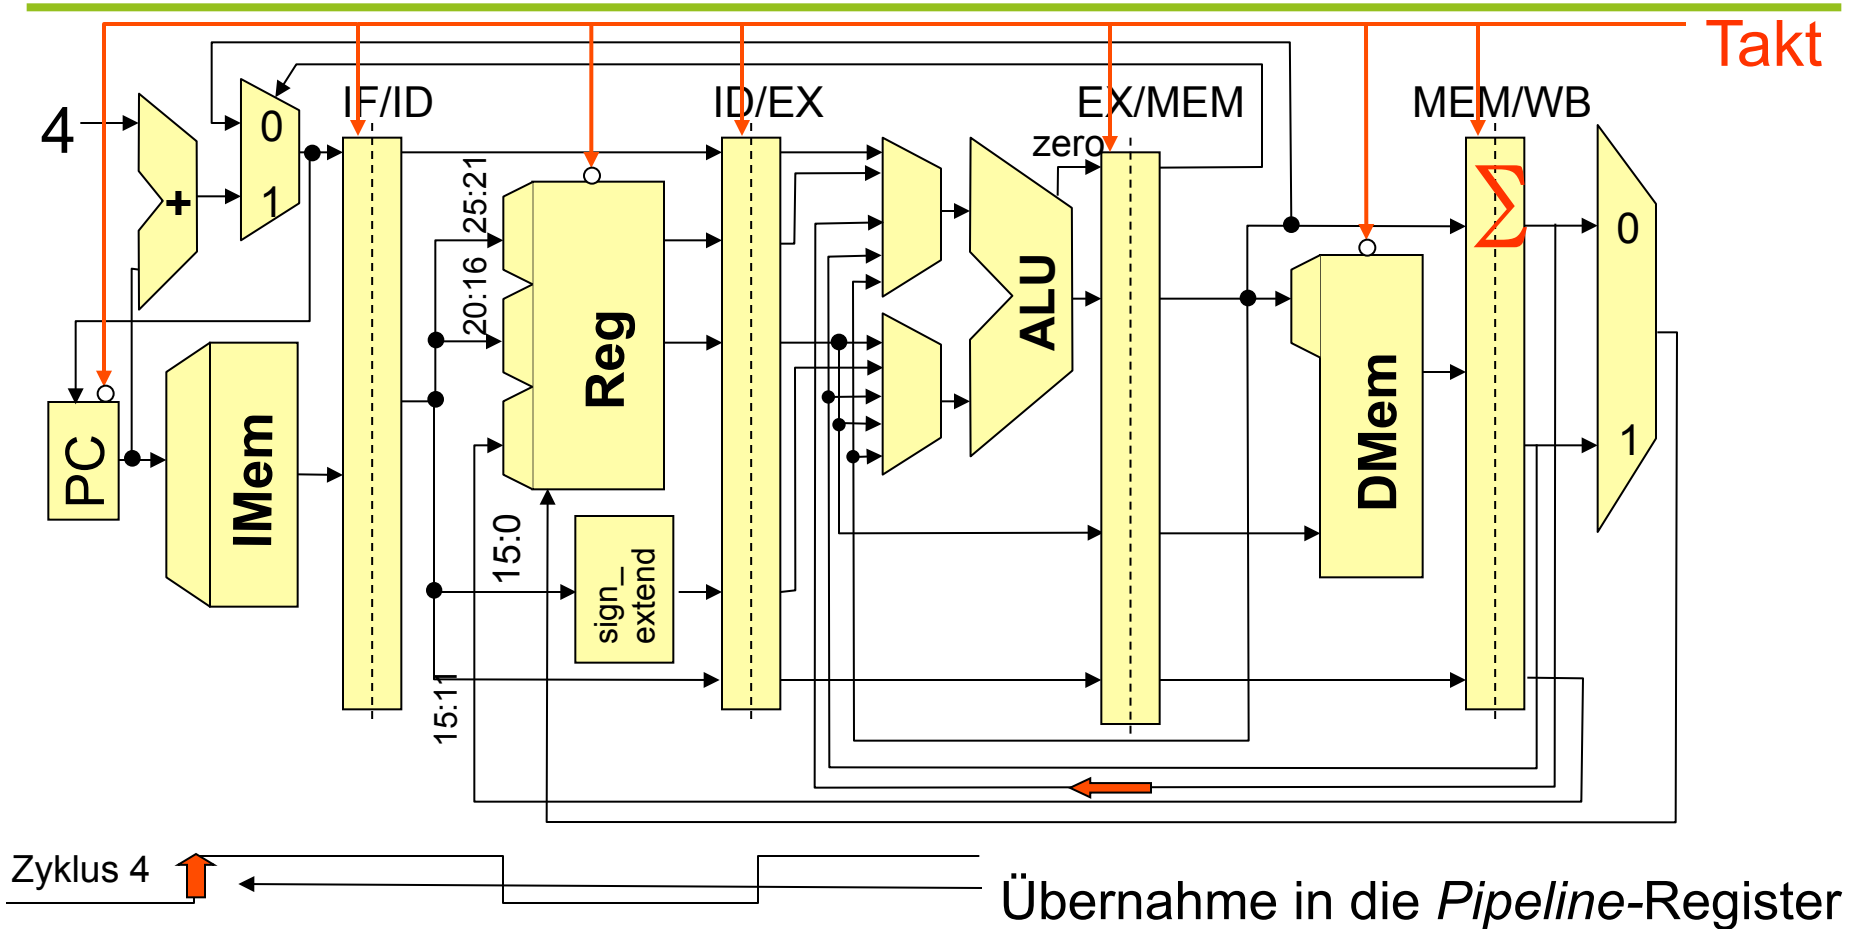 Takt
IF/ID
ID/EX
EX/MEM
MEM/WB
4
+
0
1
25:21
20:16
15:0
15:11
zero
Σ
0
1
PC
IMem
Reg
sign_
extend
ALU
DMem
Zyklus 4
Übernahme in die Pipeline-Register